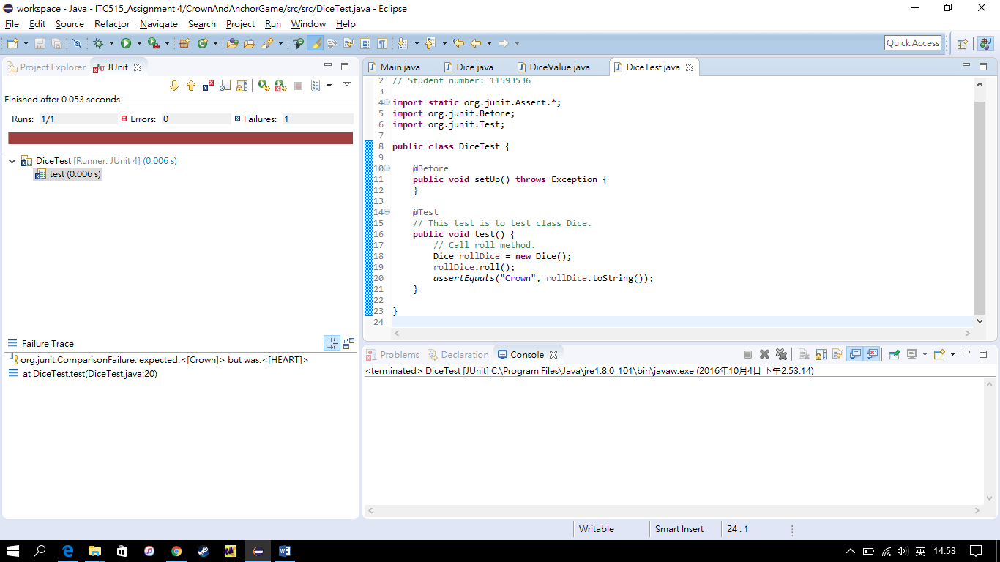 workspace - Java - ITC515_Assignment 4/CrownAndAnchorGame/src/src/DiceTest.java - Eclipse
File Edit Source Refactor Navigate Search Project Run Window Help
Quick Access
Project Explorer JUnit
Finished after 0.053 seconds
Runs: 1/1 Errors: 0 Failures: 1
DiceTest [Runner: JUnit 4] (0.006 s)
test (0.006 s)
Failure Trace
org.junit.ComparisonFailure: expected:<[Crown]> but was:<[HEART]>
at DiceTest.test(DiceTest.java:20)
Main.java Dice.java DiceValue.java DiceTest.java
2 // Student number: 11593536
3
4 import static org.junit.Assert.*;
5 import org.junit.Before;
6 import org.junit.Test;
7
8 public class DiceTest {
9
10 @Before
11 public void setUp() throws Exception {
12 }
13
14 @Test
15 // This test is to test class Dice.
16 public void test() {
17 // Call roll method.
18 Dice rollDice = new Dice();
19 rollDice.roll();
20 assertEquals("Crown", rollDice.toString());
21 }
22
23 }
24
Problems Declaration Console
<terminated> DiceTest [JUnit] C:\Program Files\Java\jre1.8.0_101\bin\javaw.exe (2016年10月4日 下午2:53:14)
Writable Smart Insert 24 : 1
英 14:53